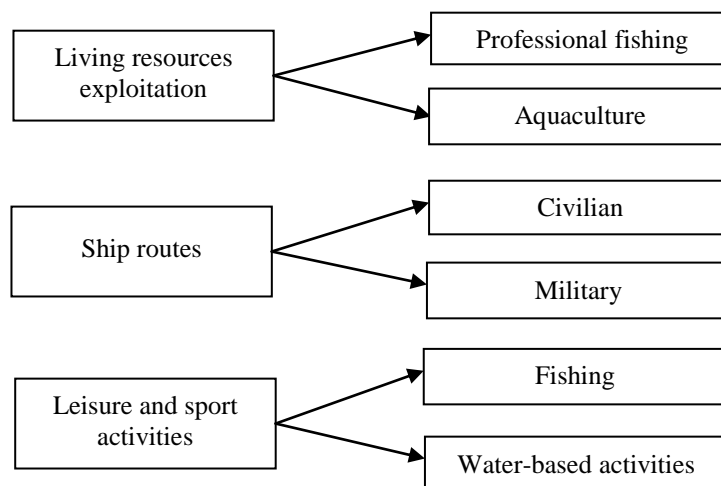 Living resources
exploitation
Professional fishing
Aquaculture
Ship routes
Civilian
Military
Leisure and sport
activities
Fishing
Water-based activities